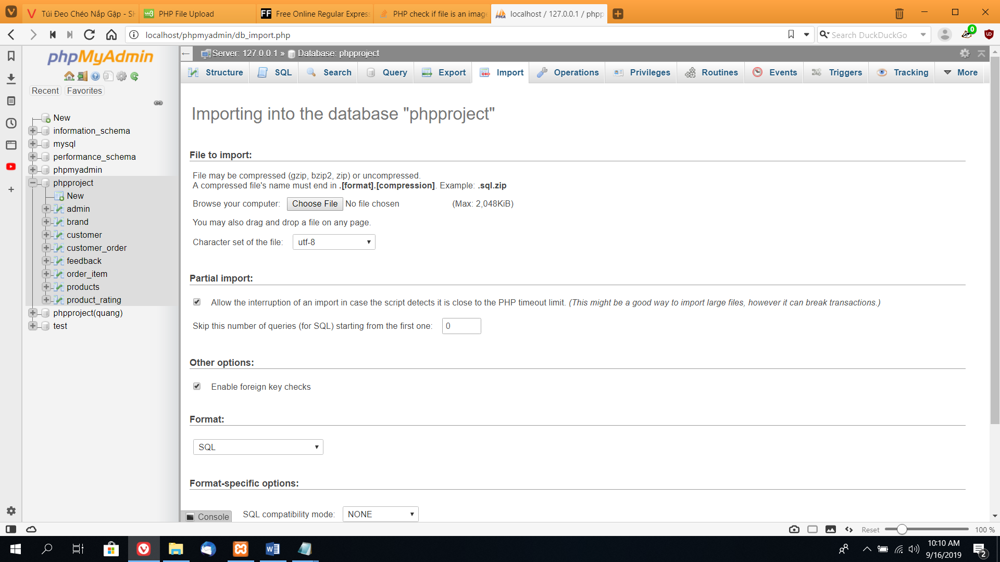 Túi Đeo Chéo Nắp Gập - SH
PHP File Upload
Free Online Regular Express
PHP check if file is an imag
localhost / 127.0.0.1 / phpp
localhost/phpmyadmin/db_import.php
Search DuckDuckGo
0
phpMyAdmin
Recent
Favorites
New
information_schema
mysql
performance_schema
phpmyadmin
phpproject
New
admin
brand
customer
customer_order
feedback
order_item
products
product_rating
phpproject(quang)
test
Server: 127.0.0.1 » Database: phpproject
Structure
SQL
Search
Query
Export
Import
Operations
Privileges
Routines
Events
Triggers
Tracking
More
Importing into the database "phpproject"
File to import:
File may be compressed (gzip, bzip2, zip) or uncompressed.
A compressed file's name must end in .[format].[compression]. Example: .sql.zip
Browse your computer: Choose File No file chosen (Max: 2,048KiB)
You may also drag and drop a file on any page.
Character set of the file: utf-8
Partial import:
Allow the interruption of an import in case the script detects it is close to the PHP timeout limit. (This might be a good way to import large files, however it can break transactions.)
Skip this number of queries (for SQL) starting from the first one: 0
Other options:
Enable foreign key checks
Format:
SQL
Format-specific options:
Console
SQL compatibility mode: NONE
Reset
100 %
10:10 AM
9/16/2019
2